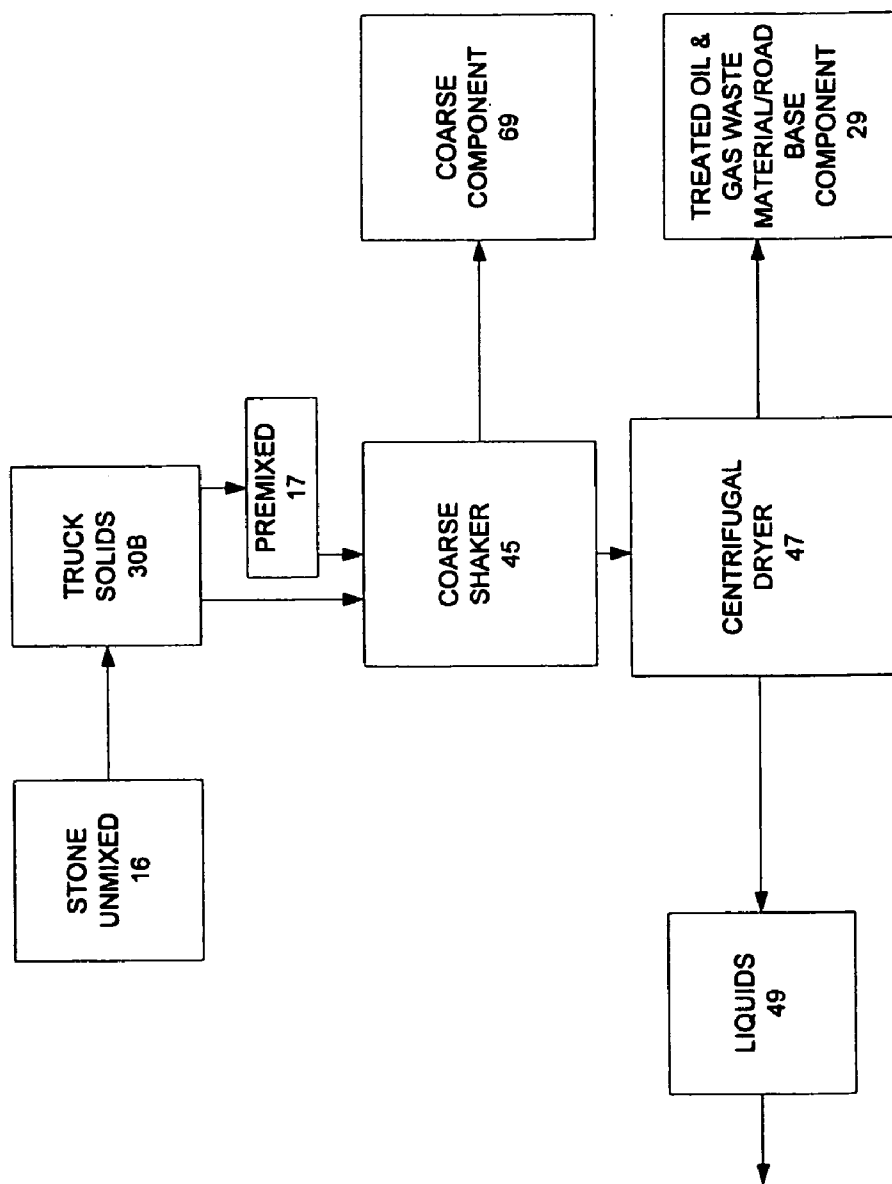 STONE
UNMIXED
16
TRUCK
SOLIDS
30B
PREMIXED
17
COARSE
SHAKER
45
COARSE
COMPONENT
69
LIQUIDS
49
CENTRIFUGAL
DRYER
47
TREATED OIL &
GAS WASTE
MATERIAL/ROAD
BASE
COMPONENT
29